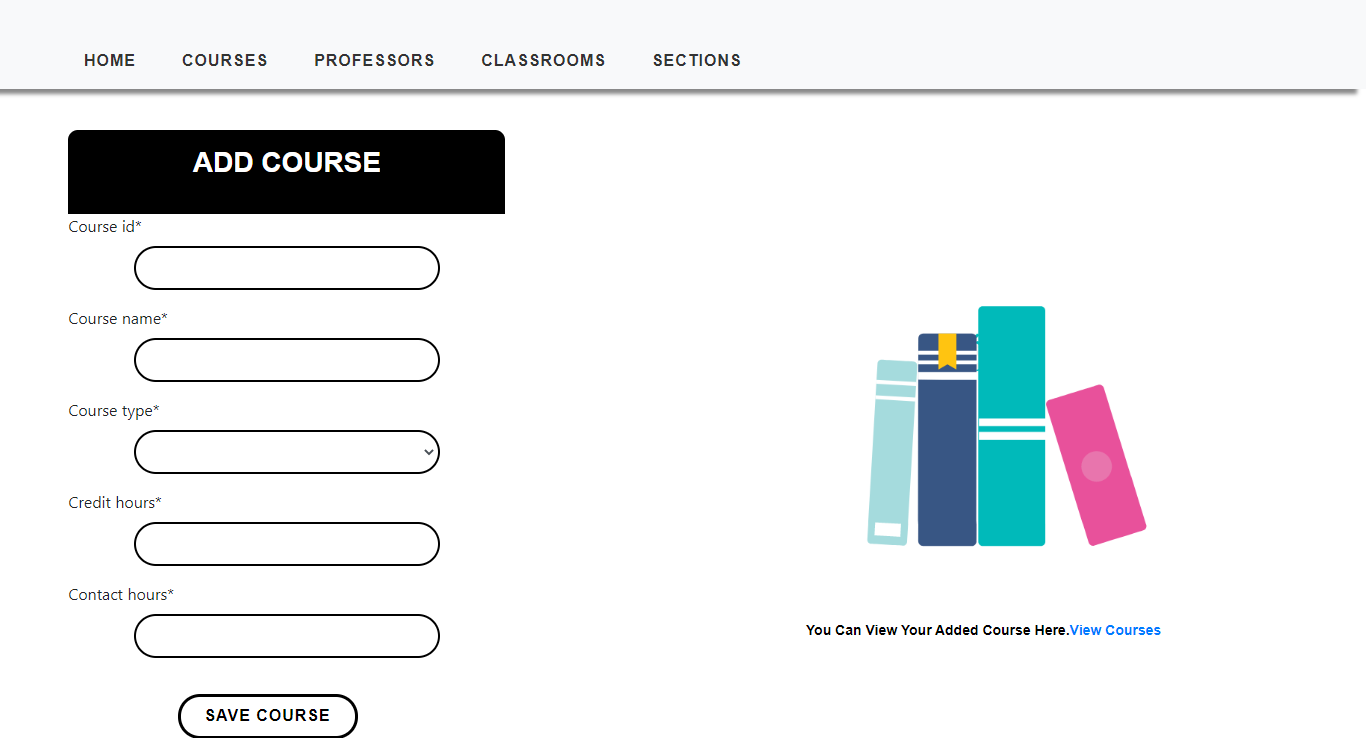 HOME COURSES PROFESSORS CLASSROOMS SECTIONS
ADD COURSE
Course id*
Course name*
Course type*
Credit hours*
Contact hours*
SAVE COURSE
You Can View Your Added Course Here.View Courses